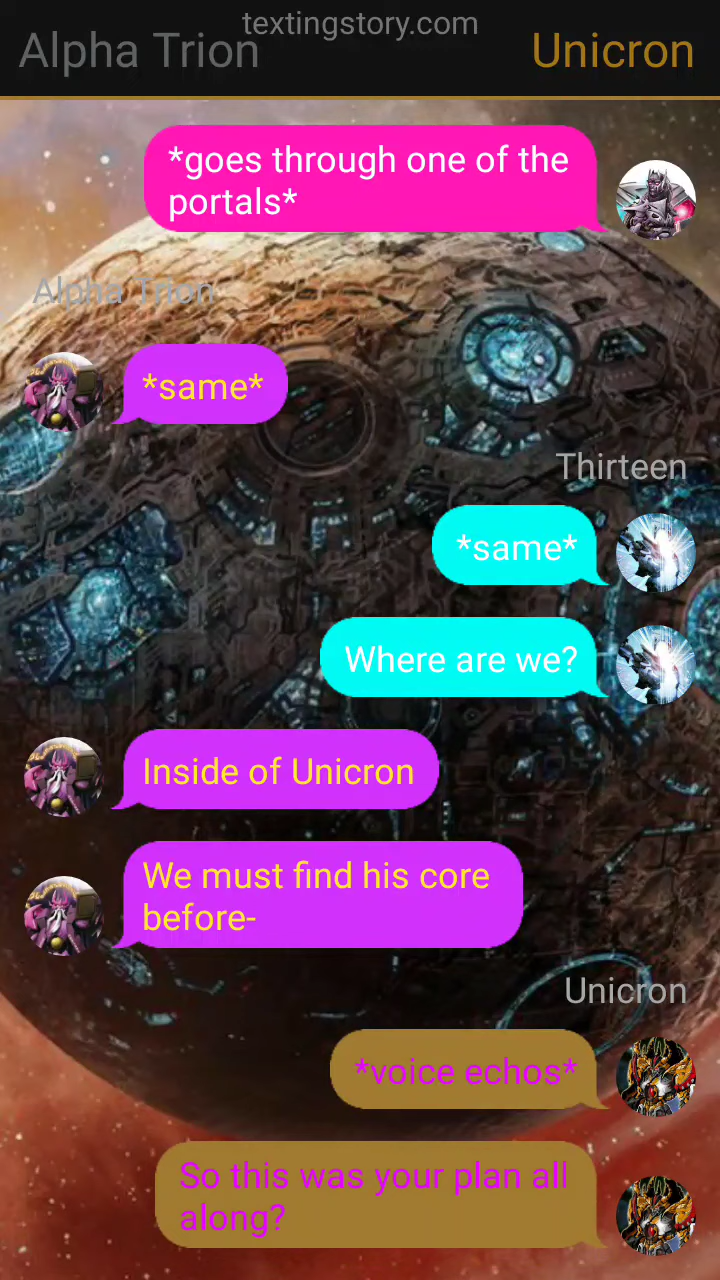 textingstory.com
Alpha Trion
Unicron
*goes through one of the
portals*
Alpha Trion
*same*
Thirteen
*same*
Where are we?
Inside of Unicron
We must find his core
before-
Unicron
*voice echos*
So this was your plan all
along?